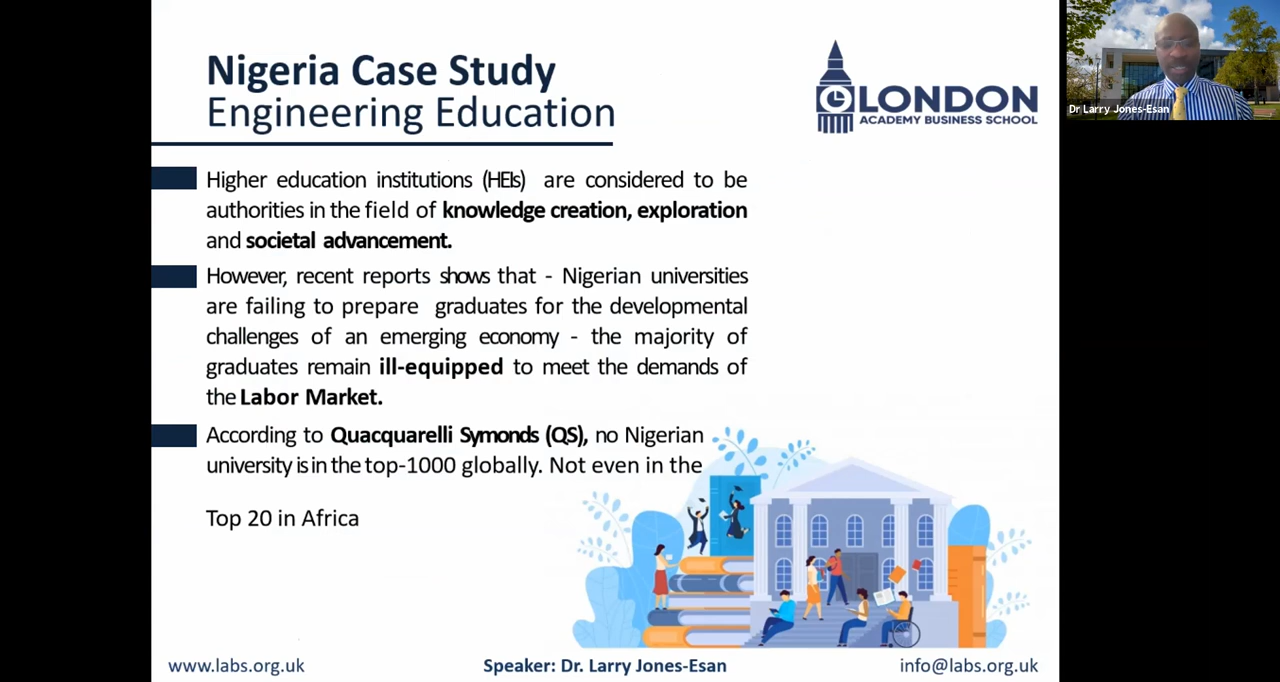 Nigeria Case Study
Engineering Education
LONDON
ACADEMY BUSINESS SCHOOL
Dr Larry Jones-Esan
Higher education institutions (HEIs) are considered to be
authorities in the field of knowledge creation, exploration
and societal advancement.
However, recent reports shows that - Nigerian universities
are failing to prepare graduates for the developmental
challenges of an emerging economy - the majority of
graduates remain ill-equipped to meet the demands of
the Labor Market.
According to Quacquarelli Symonds (QS), no Nigerian
university is in the top-1000 globally. Not even in the
Top 20 in Africa
www.labs.org.uk
Speaker: Dr. Larry Jones-Esan
info@labs.org.uk